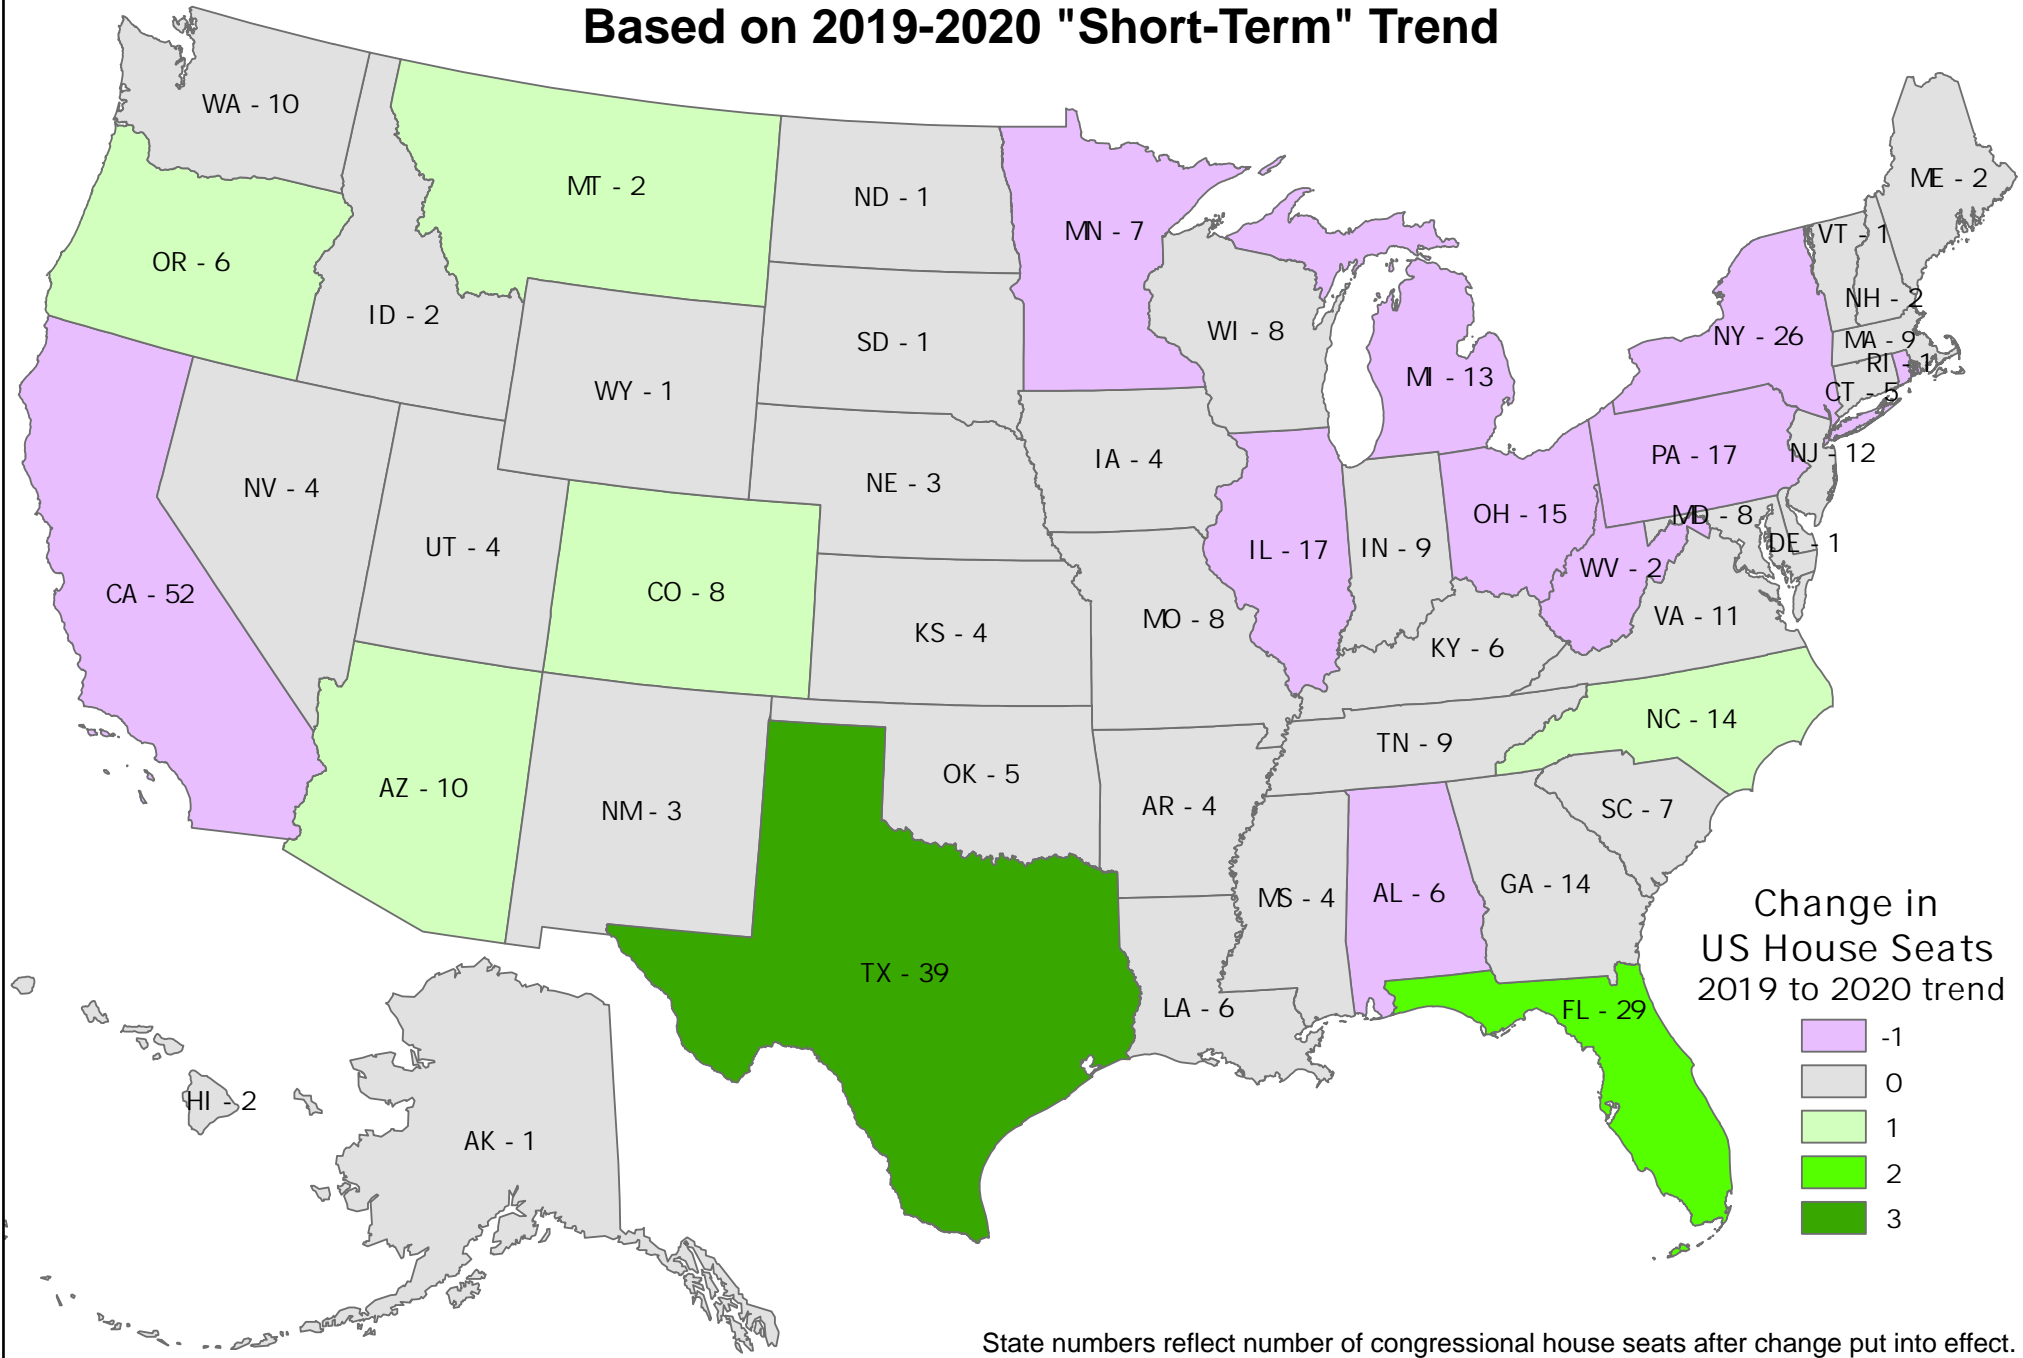 Based on 2019-2020 "Short-Term" Trend
WA - 10
MT - 2
ND - 1
MN - 7
ME - 2
VT - 1
OR - 6
ID - 2
SD - 1
WI - 8
NH - 2
NY - 26
MA - 9
RI - 1
CT - 5
WY - 1
MI - 13
NV - 4
UT - 4
NE - 3
IA - 4
PA - 17
NJ - 12
CA - 52
CO - 8
KS - 4
MO - 8
IL - 17
IN - 9
OH - 15
WV - 2
MD - 8
DE - 1
VA - 11
KY - 6
NC - 14
TN - 9
AZ - 10
NM - 3
OK - 5
AR - 4
SC - 7
MS - 4
AL - 6
GA - 14
TX - 39
LA - 6
FL - 29
HI - 2
AK - 1
Change in
US House Seats
2019 to 2020 trend
-1
0
1
2
3
State numbers reflect number of congressional house seats after change put into effect.